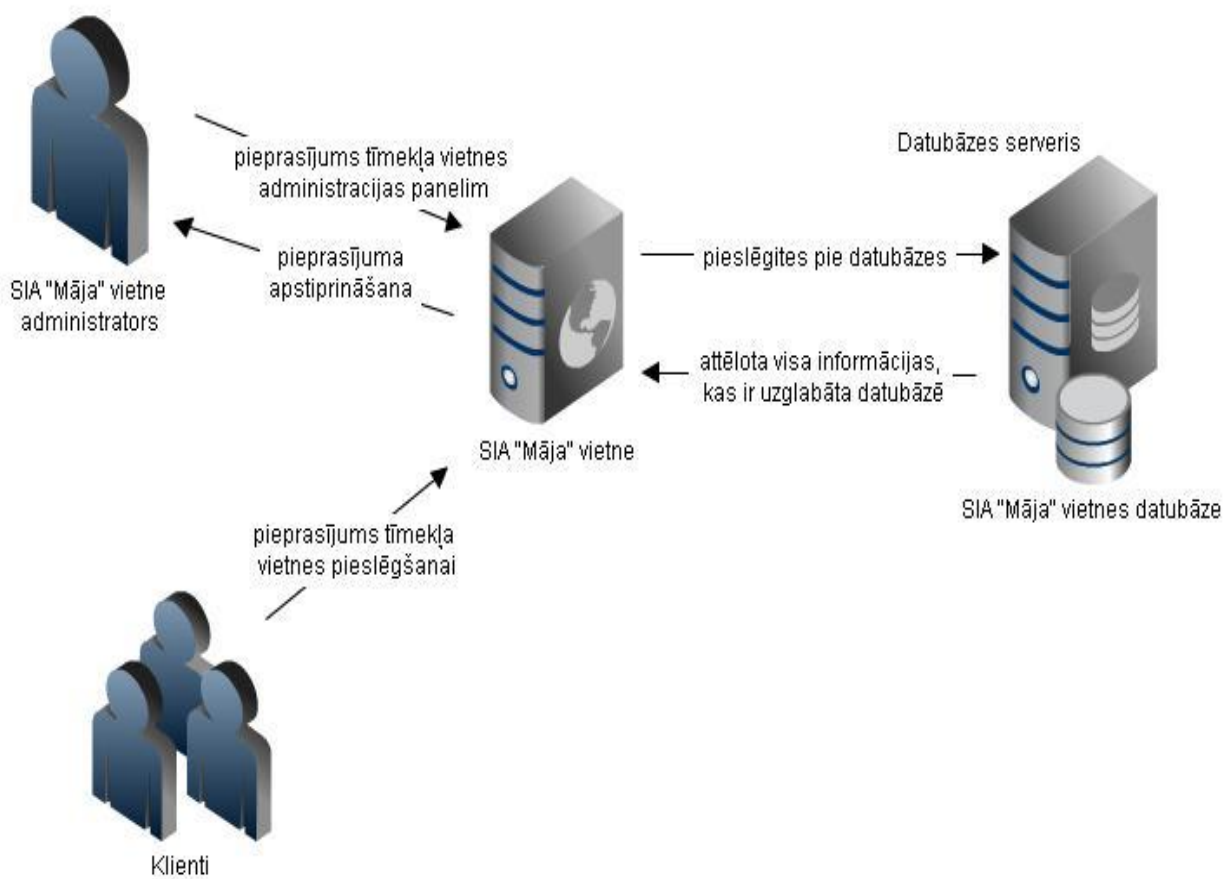 pieprasījums tīmekļa vietnes
administracijas panelim
pieprasījuma
apstiprināšana
SIA "Māja" vietne
administrators
Datubāzes serveris
pieslēgites pie datubāzes
attēlota visa informācijas,
kas ir uzglabāta datubāzē
SIA "Māja" vietne
SIA "Māja" vietnes datubāze
pieprasījums tīmekļa
vietnes pieslēgšanai
Klienti